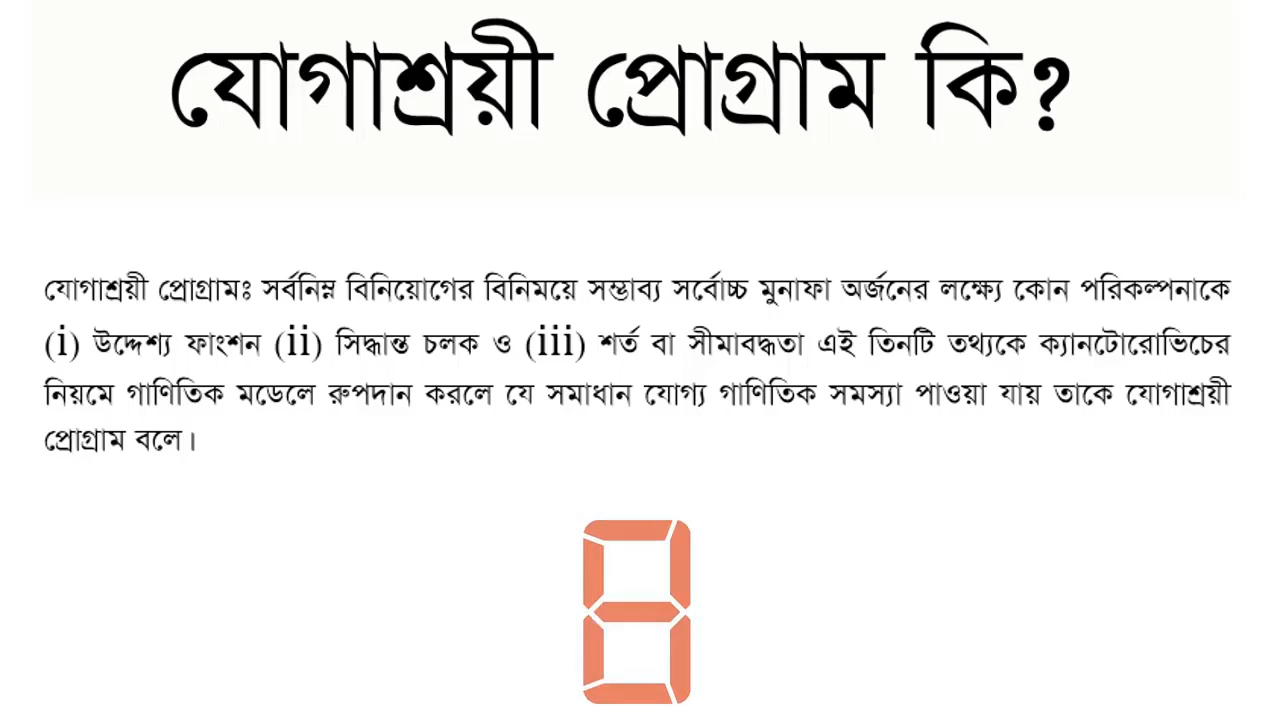 যোগাশ্রয়ী প্রোগ্রাম কি?
যোগাশ্রয়ী প্রোগ্রামঃ সর্বনিম্ন বিনিয়োগের বিনিময়ে সম্ভাব্য সর্বোচ্চ মুনাফা অর্জনের লক্ষ্যে কোন পরিকল্পনাকে
(i) উদ্দেশ্য ফাংশন (ii) সিদ্ধান্ত চলক ও (iii) শর্ত বা সীমাবদ্ধতা এই তিনটি তথ্যকে ক্যানটোরোভিচের
নিয়মে গাণিতিক মডেলে রুপদান করলে যে সমাধান যোগ্য গাণিতিক সমস্যা পাওয়া যায় তাকে যোগাশ্রয়ী
প্রোগ্রাম বলে।
8